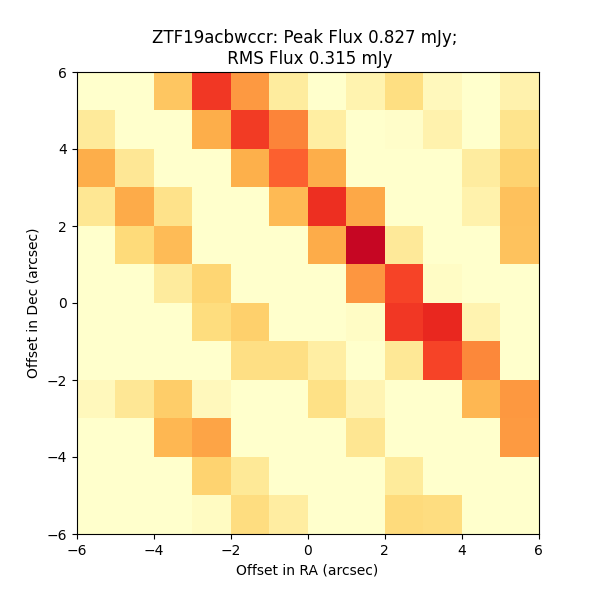 ZTF19acbwccr: Peak Flux 0.827 mJy;
RMS Flux 0.315 mJy
6
4
2
0
−2
−4
−6
Offset in Dec (arcsec)
−6 −4 −2 0 2 4 6
Offset in RA (arcsec)